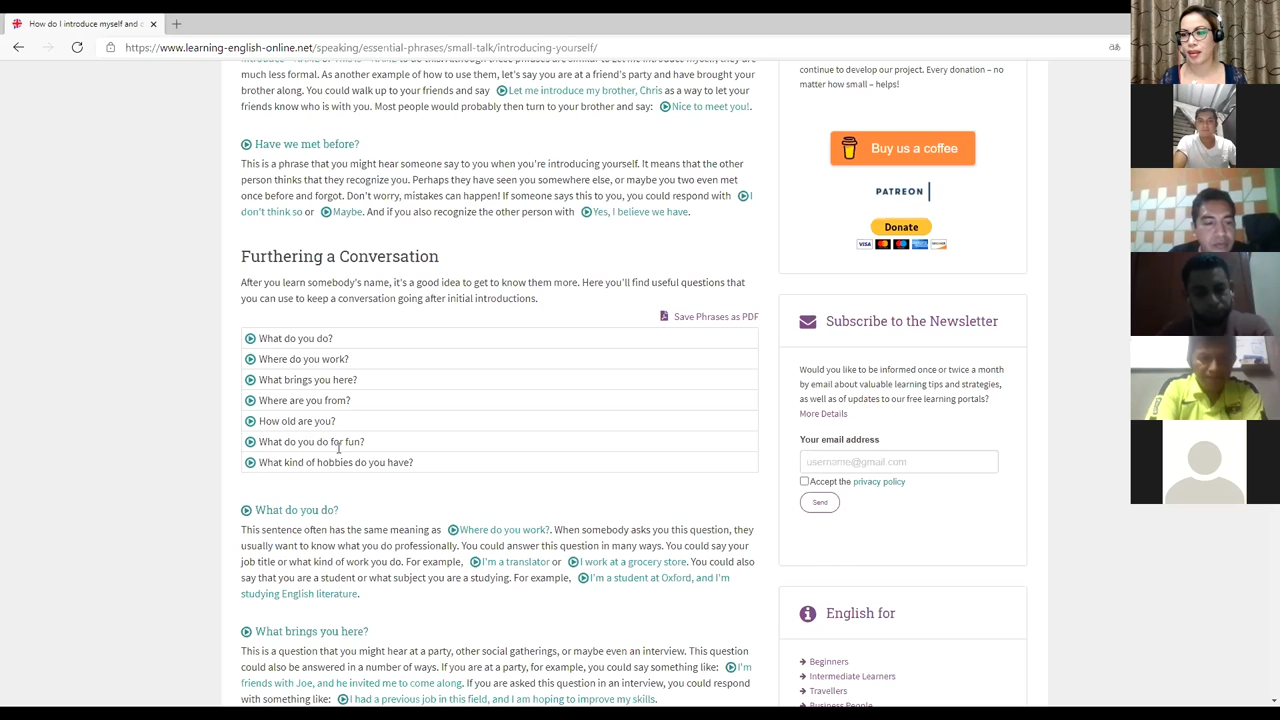 How do I introduce myself and
https://www.learning-english-online.net/speaking/essential-phrases/small-talk/introducing-yourself/
much less formal. As another example of how to use them, let's say you are at a friend's party and have brought your
brother along. You could walk up to your friends and say Let me introduce my brother, Chris as a way to let your
friends know who is with you. Most people would probably then turn to your brother and say: Nice to meet you!.
Have we met before?
This is a phrase that you might hear someone say to you when you're introducing yourself. It means that the other
person thinks that they recognize you. Perhaps they have seen you somewhere else, or maybe you two even met
once before and forgot. Don't worry, mistakes can happen! If someone says this to you, you could respond with I
don't think so or Maybe. And if you also recognize the other person with Yes, I believe we have.
Furthering a Conversation
After you learn somebody's name, it's a good idea to get to know them more. Here you'll find useful questions that
you can use to keep a conversation going after initial introductions.
Save Phrases as PDF
What do you do?
Where do you work?
What brings you here?
Where are you from?
How old are you?
What do you do for fun?
What kind of hobbies do you have?
What do you do?
This sentence often has the same meaning as Where do you work?. When somebody asks you this question, they
usually want to know what you do professionally. You could answer this question in many ways. You could say your
job title or what kind of work you do. For example, I'm a translator or I work at a grocery store. You could also
say that you are a student or what subject you are a studying. For example, I'm a student at Oxford, and I'm
studying English literature.
What brings you here?
This is a question that you might hear at a party, other social gatherings, or maybe even an interview. This question
could also be answered in a number of ways. If you are at a party, for example, you could say something like: I'm
friends with Joe, and he invited me to come along. If you are asked this question in an interview, you could respond
with something like: I had a previous job in this field, and I am hoping to improve my skills.
continue to develop our project. Every donation – no
matter how small – helps!
Buy us a coffee
PATREON
Donate
VISA
Subscribe to the Newsletter
Would you like to be informed once or twice a month
by email about valuable learning tips and strategies,
as well as of updates to our free learning portals?
More Details
Your email address
username@gmail.com
Accept the privacy policy
Send
English for
Beginners
Intermediate Learners
Travellers
Business People